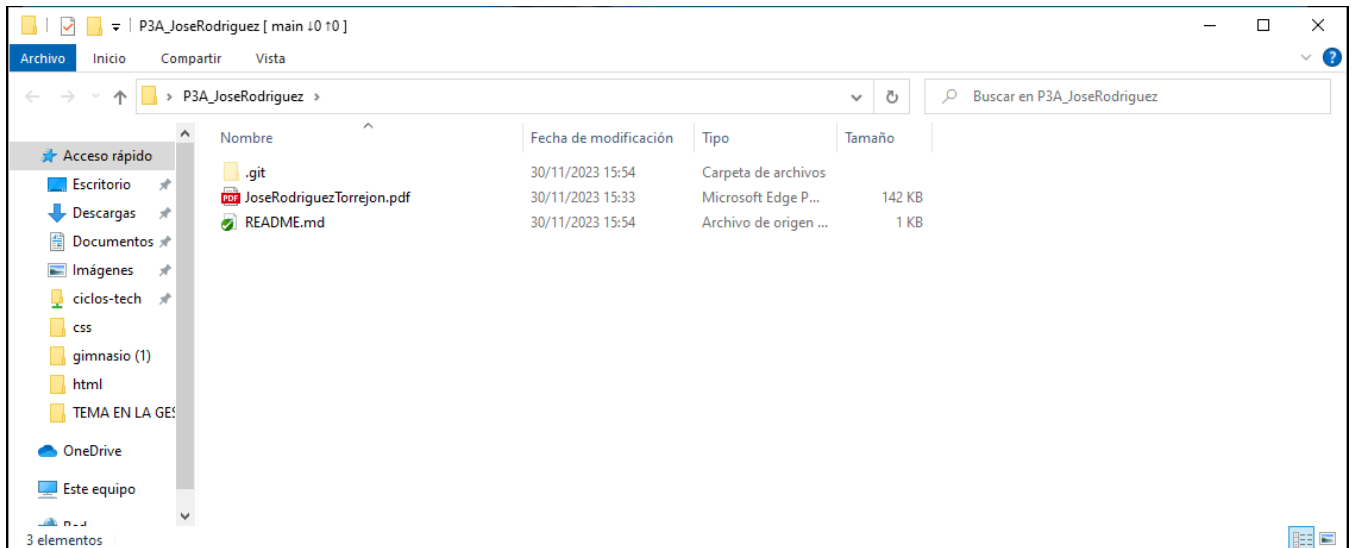 P3A_JoseRodriguez [ main ↓0 ↑0 ]
Archivo Inicio Compartir Vista
P3A_JoseRodriguez
Buscar en P3A_JoseRodriguez
Nombre Fecha de modificación Tipo Tamaño
Acceso rápido
Escritorio
Descargas
Documentos
Imágenes
ciclos-tech
css
gimnasio (1)
html
TEMA EN LA GES
OneDrive
Este equipo
.git 30/11/2023 15:54 Carpeta de archivos
PDF JoseRodriguezTorrejon.pdf 30/11/2023 15:33 Microsoft Edge P... 142 KB
README.md 30/11/2023 15:54 Archivo de origen ... 1 KB
3 elementos